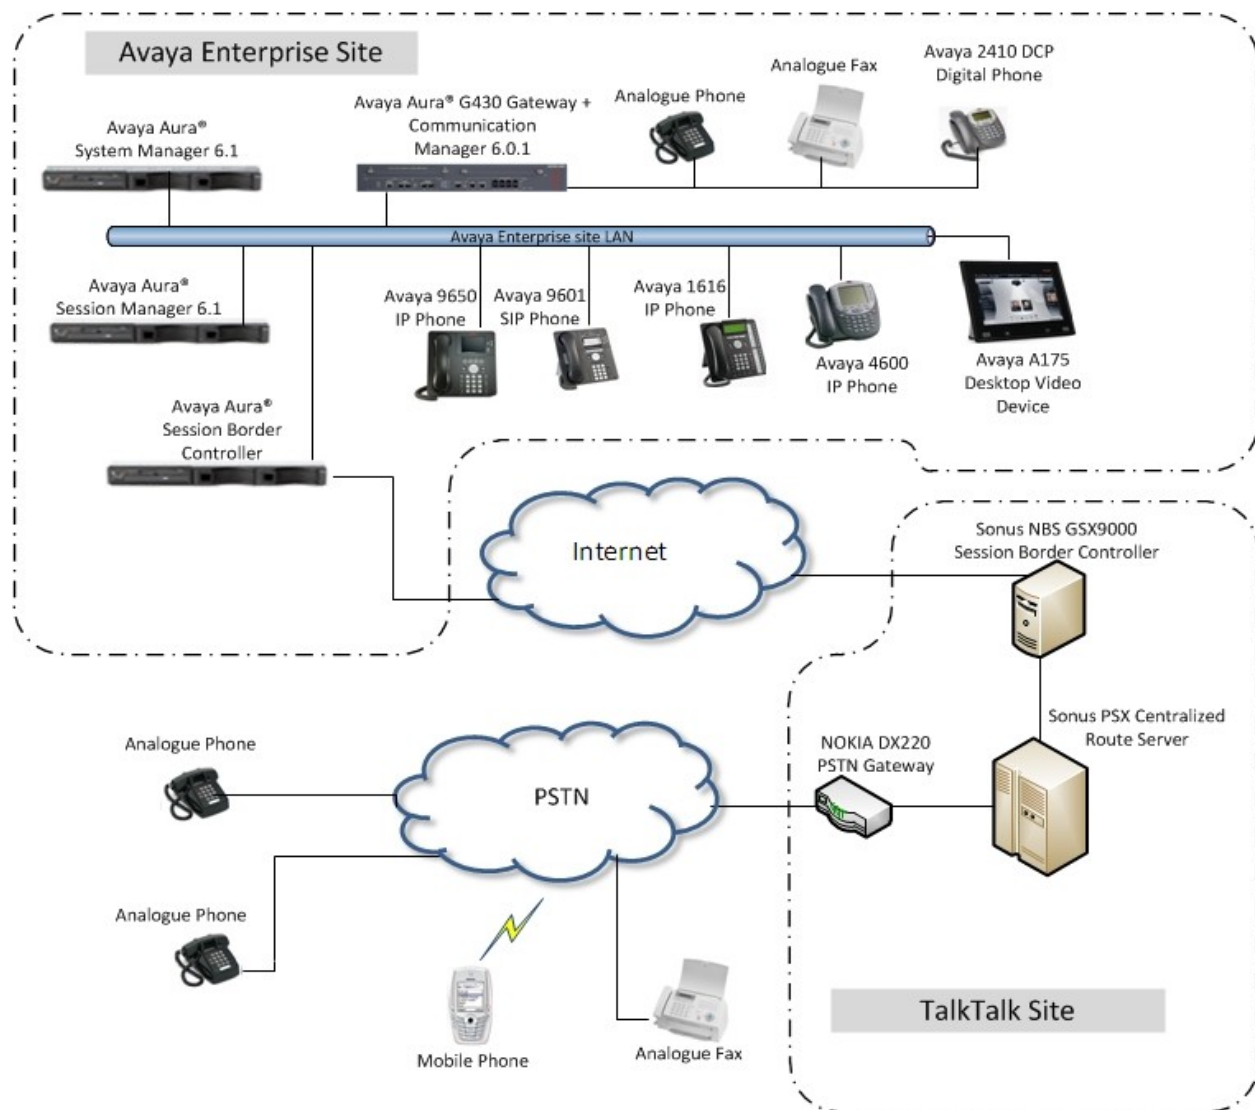 Avaya Enterprise Site
Avaya Aura® G430 Gateway +
Communication
Manager 6.0.1
Analogue Phone
Analogue Fax
Avaya 2410 DCP
Digital Phone
Avaya Aura®
System Manager 6.1
Avaya Enterprise site LAN
Avaya Aura®
Session Manager 6.1
Avaya 9650
IP Phone
Avaya 9601
SIP Phone
Avaya 1616
IP Phone
Avaya 4600
IP Phone
Avaya A175
Desktop Video
Device
Avaya Aura®
Session Border
Controller
Internet
Sonus NBS GSX9000
Session Border Controller
Sonus PSX Centralized
Route Server
NOKIA DX220
PSTN Gateway
Analogue Phone
PSTN
Analogue Phone
Mobile Phone
Analogue Fax
TalkTalk Site